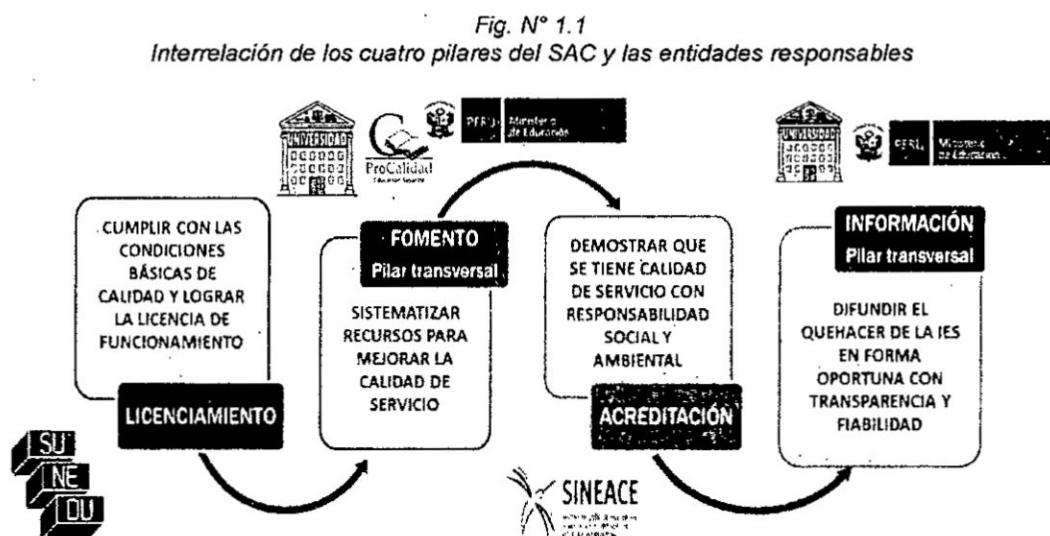 Fig. N° 1.1
Interrelación de los cuatro pilares del SAC y las entidades responsables
UNIVERSIDAD
ProCalidad
PERÚ
Ministerio
de Educación
UNIVERSIDAD
PERÚ
Ministerio
de Educación
CUMPLIR CON LAS
CONDICIONES
BÁSICAS DE
CALIDAD Y LOGRAR
LA LICENCIA DE
FUNCIONAMIENTO
LICENCIAMIENTO
SU
NE
DU
FOMENTO
Pilar transversal
SISTEMATIZAR
RECURSOS PARA
MEJORAR LA
CALIDAD DE
SERVICIO
DEMOSTRAR QUE
SE TIENE CALIDAD
DE SERVICIO CON
RESPONSABILIDAD
SOCIAL Y
AMBIENTAL
ACREDITACIÓN
SINEACE
INFORMACIÓN
Pilar transversal
DIFUNDIR EL
QUEHACER DE LA IES
EN FORMA
OPORTUNA CON
TRANSPARENCIA Y
FIABILIDAD